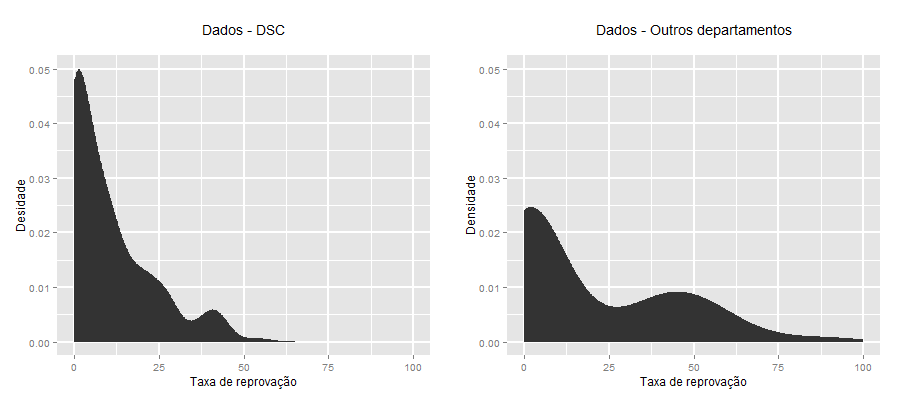 Dados - DSC
Desidade
0.05
0.04
0.03
0.02
0.01
0.00
0 25 50 75 100
Taxa de reprovação
Dados - Outros departamentos
Densidade
0.05
0.04
0.03
0.02
0.01
0.00
0 25 50 75 100
Taxa de reprovação